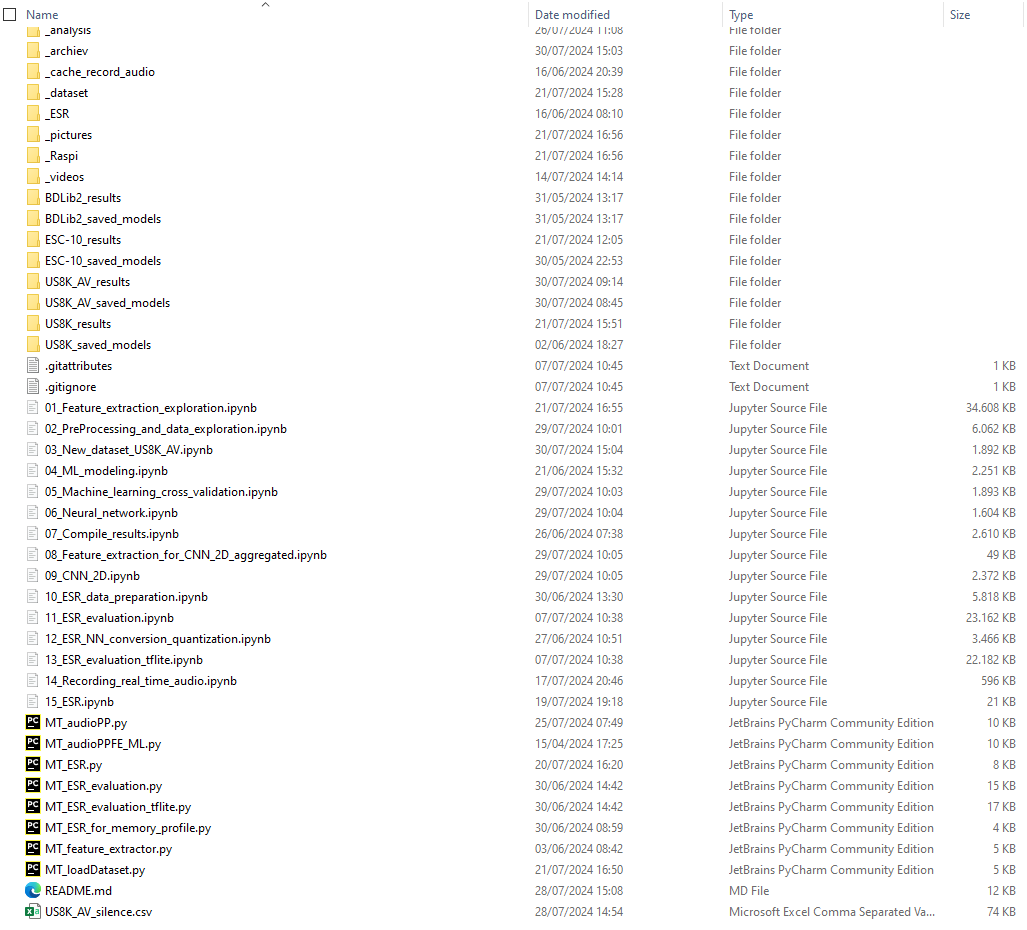 Name Date modified Type Size
_analysis 26/07/2024 11:08 File folder
_archiev 30/07/2024 15:03 File folder
_cache_record_audio 16/06/2024 20:39 File folder
_dataset 21/07/2024 15:28 File folder
_ESR 16/06/2024 08:10 File folder
_pictures 21/07/2024 16:56 File folder
_Raspi 21/07/2024 16:56 File folder
_videos 14/07/2024 14:14 File folder
BDLib2_results 31/05/2024 13:17 File folder
BDLib2_saved_models 31/05/2024 13:17 File folder
ESC-10_results 21/07/2024 12:05 File folder
ESC-10_saved_models 30/05/2024 22:53 File folder
US8K_AV_results 30/07/2024 09:14 File folder
US8K_AV_saved_models 30/07/2024 08:45 File folder
US8K_results 21/07/2024 15:51 File folder
US8K_saved_models 02/06/2024 18:27 File folder
.gitattributes 07/07/2024 10:45 Text Document 1 KB
.gitignore 07/07/2024 10:45 Text Document 1 KB
01_Feature_extraction_exploration.ipynb 21/07/2024 16:55 Jupyter Source File 34.608 KB
02_PreProcessing_and_data_exploration.ipynb 29/07/2024 10:01 Jupyter Source File 6.062 KB
03_New_dataset_US8K_AV.ipynb 30/07/2024 15:04 Jupyter Source File 1.892 KB
04_ML_modeling.ipynb 21/06/2024 15:32 Jupyter Source File 2.251 KB
05_Machine_learning_cross_validation.ipynb 29/07/2024 10:03 Jupyter Source File 1.893 KB
06_Neural_network.ipynb 29/07/2024 10:04 Jupyter Source File 1.604 KB
07_Compile_results.ipynb 26/06/2024 07:38 Jupyter Source File 2.610 KB
08_Feature_extraction_for_CNN_2D_aggregated.ipynb 29/07/2024 10:05 Jupyter Source File 49 KB
09_CNN_2D.ipynb 29/07/2024 10:05 Jupyter Source File 2.372 KB
10_ESR_data_preparation.ipynb 30/06/2024 13:30 Jupyter Source File 5.818 KB
11_ESR_evaluation.ipynb 07/07/2024 10:38 Jupyter Source File 23.162 KB
12_ESR_NN_conversion_quantization.ipynb 27/06/2024 10:51 Jupyter Source File 3.466 KB
13_ESR_evaluation_tflite.ipynb 07/07/2024 10:38 Jupyter Source File 22.182 KB
14_Recording_real_time_audio.ipynb 17/07/2024 20:46 Jupyter Source File 596 KB
15_ESR.ipynb 19/07/2024 19:18 Jupyter Source File 21 KB
PC MT_audioPP.py 25/07/2024 07:49 JetBrains PyCharm Community Edition 10 KB
PC MT_audioPPFE_ML.py 15/04/2024 17:25 JetBrains PyCharm Community Edition 10 KB
PC MT_ESR.py 20/07/2024 16:20 JetBrains PyCharm Community Edition 8 KB
PC MT_ESR_evaluation.py 30/06/2024 14:42 JetBrains PyCharm Community Edition 15 KB
PC MT_ESR_evaluation_tflite.py 30/06/2024 14:42 JetBrains PyCharm Community Edition 17 KB
PC MT_ESR_for_memory_profile.py 30/06/2024 08:59 JetBrains PyCharm Community Edition 4 KB
PC MT_feature_extractor.py 03/06/2024 08:42 JetBrains PyCharm Community Edition 5 KB
PC MT_loadDataset.py 21/07/2024 16:50 JetBrains PyCharm Community Edition 5 KB
README.md 28/07/2024 15:08 MD File 12 KB
US8K_AV_silence.csv 28/07/2024 14:54 Microsoft Excel Comma Separated Va... 74 KB